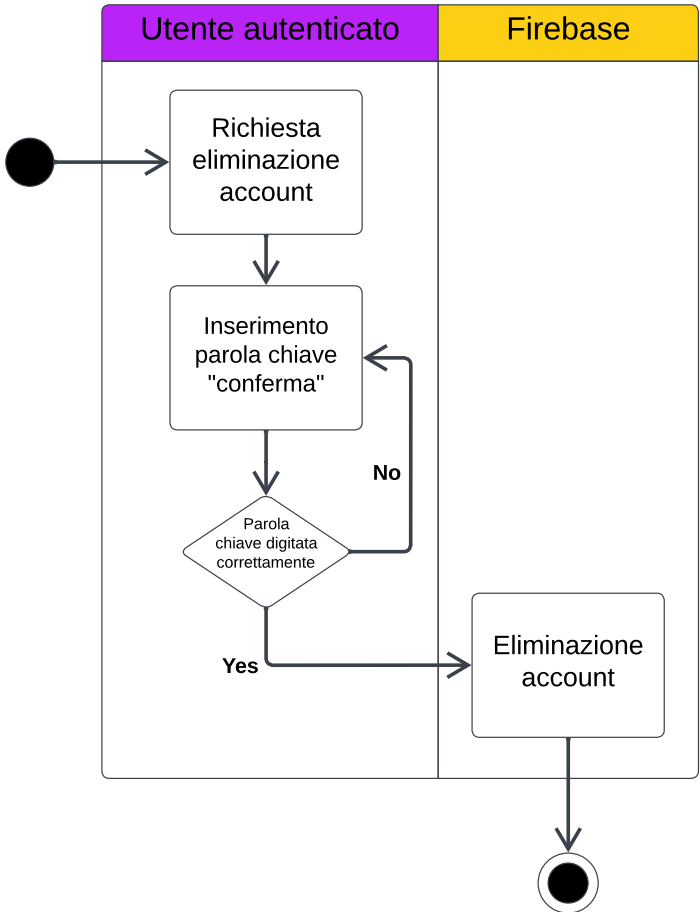 Utente autenticato
Firebase
Richiesta
eliminazione
account
Inserimento
parola chiave
"conferma"
No
Parola
chiave digitata
correttamente
Yes
Eliminazione
account